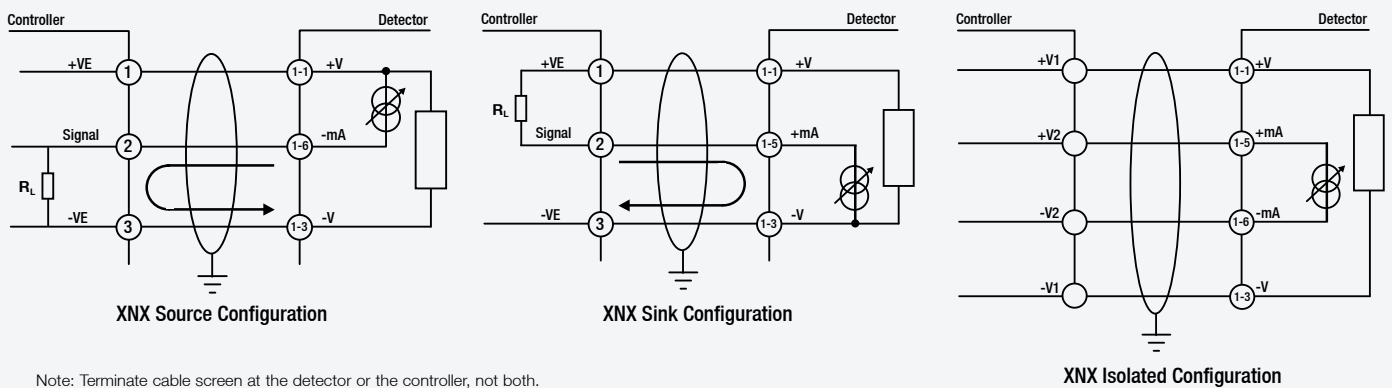 Controller
Detector
+VE
1
1-1
+V
Signal
2
1-6
-mA
RL
-VE
3
1-3
-V
XNX Source Configuration
Controller
Detector
+VE
1
1-1
+V
RL
Signal
2
1-5
+mA
-VE
3
1-3
-V
XNX Sink Configuration
Controller
Detector
+V1
1-1
+V
+V2
1-5
+mA
-V2
1-6
-mA
-V1
1-3
-V
XNX Isolated Configuration
Note: Terminate cable screen at the detector or the controller, not both.